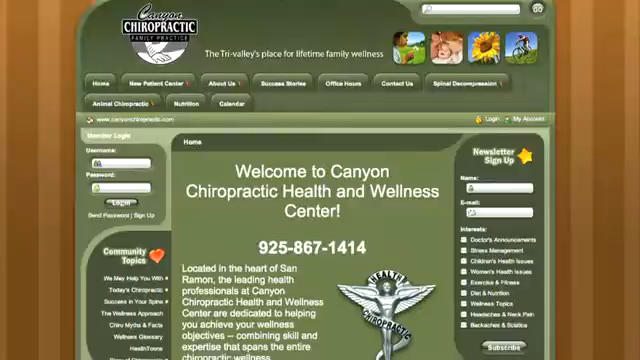 Canyon
CHIROPRACTIC
FAMILY PRACTICE
The Tri-valley's place for lifetime family wellness
GO
Home
New Patient Center
About Us
Success Stories
Office Hours
Contact Us
Spinal Decompression
Animal Chiropractic
Nutrition
Calendar
www.canyonchiropractic.com
Login
My Account
Member Login
Username:
Password:
Login
Send Password | Sign Up
Community
Topics
We May Help You With
Today's Chiropractic
Success in Your Spine
The Wellness Approach
Chiro Myths & Facts
Wellness Glossary
HealthToons
Home
Welcome to Canyon
Chiropractic Health and Wellness
Center!
925-867-1414
Located in the heart of San
Ramon, the leading health
professionals at Canyon
Chiropractic Health and Wellness
Center are dedicated to helping
you achieve your wellness
objectives -- combining skill and
expertise that spans the entire
chiropractic wellness
HEALTH
CHIROPRACTIC
Newsletter
Sign Up
Name:
E-mail:
Interests:
Doctor's Announcements
Stress Management
Children's Health Issues
Women's Health Issues
Exercise & Fitness
Diet & Nutrition
Wellness Topics
Headaches & Neck Pain
Backaches & Sciatica
Subscribe